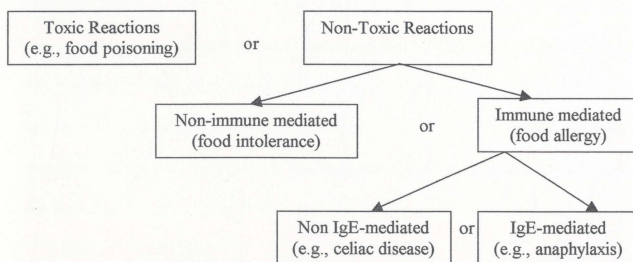 Toxic Reactions
(e.g., food poisoning)
or
Non-Toxic Reactions
Non-immune mediated
(food intolerance)
or
Immune mediated
(food allergy)
Non IgE-mediated
(e.g., celiac disease)
or
IgE-mediated
(e.g., anaphylaxis)